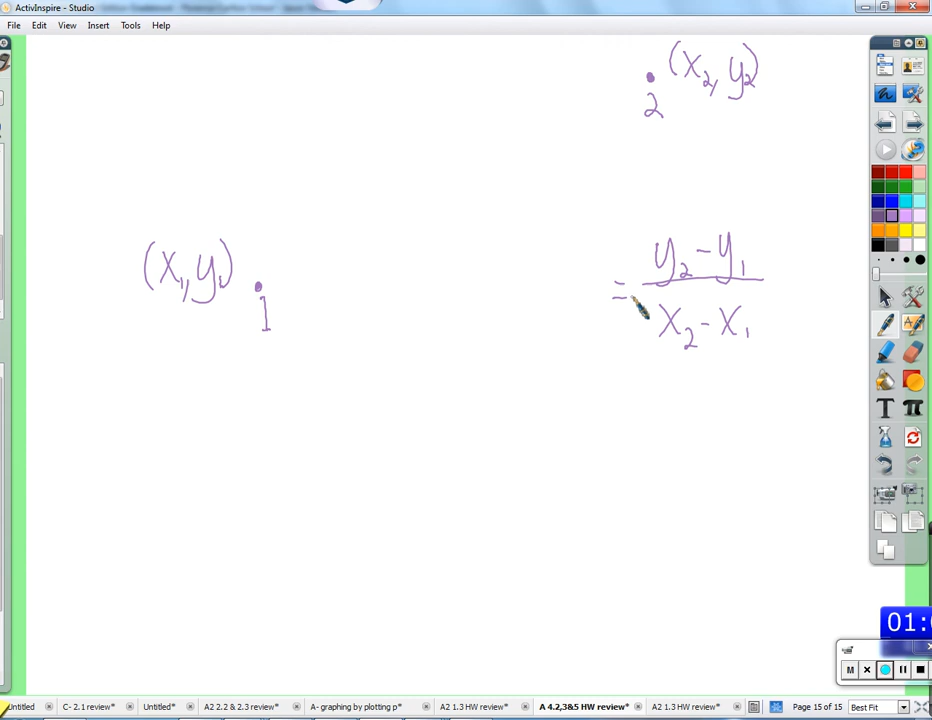 ActivInspire - Studio
File Edit View Insert Tools Help
(x2, y2)
2
(x1, y1)
1
= y2 - y1
x2 - x1
T π
01:
M
Untitled C- 2.1 review* Untitled* A2 2.2 & 2.3 review* A- graphing by plotting p* A2 1.3 HW review* A 4.2,3&5 HW review* A2 1.3 HW review* Page 15 of 15 Best Fit